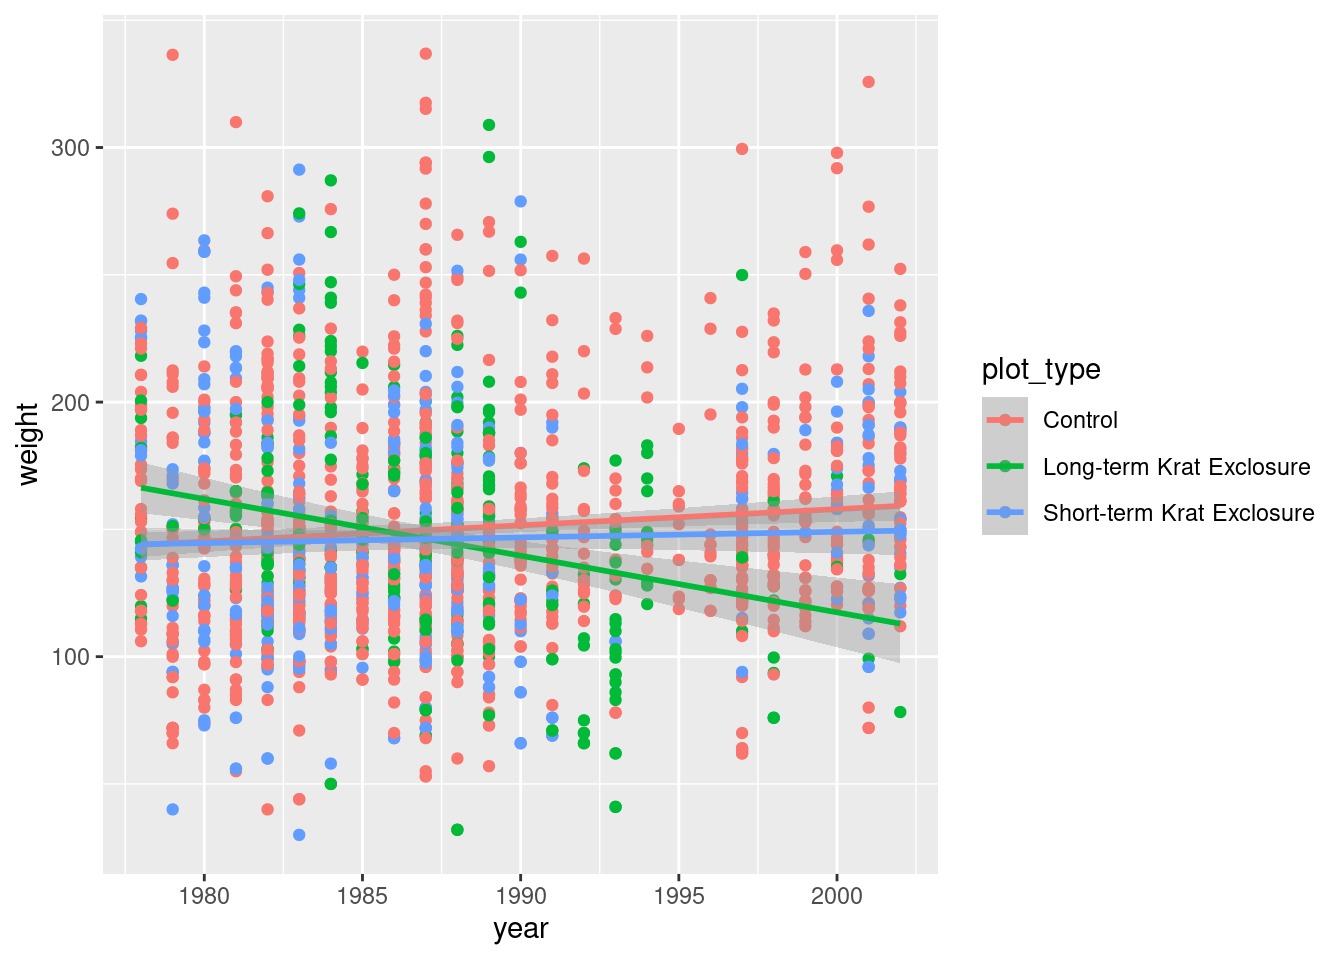 300
200
100
weight
1980
1985
1990
1995
2000
year
plot_type
Control
Long-term Krat Exclosure
Short-term Krat Exclosure